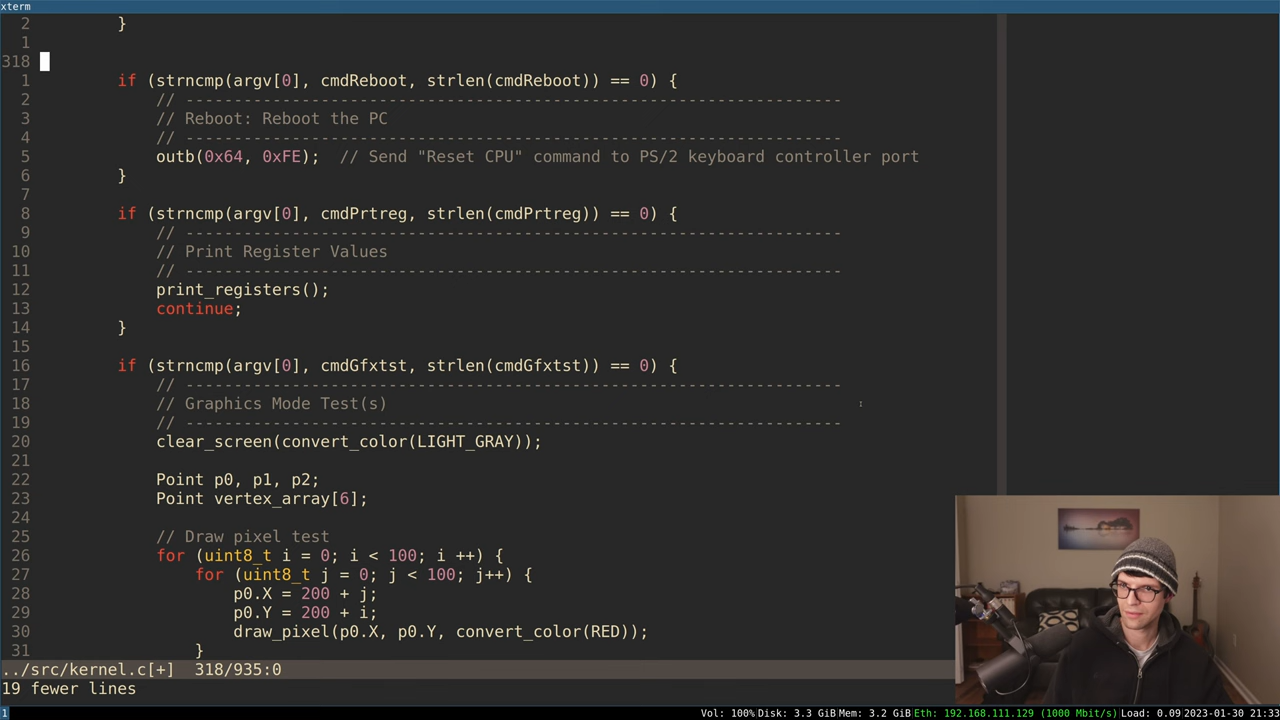 xterm
2 }
1
318
1 if (strncmp(argv[0], cmdReboot, strlen(cmdReboot)) == 0) {
2 // --------------------------------------------------------------------
3 // Reboot: Reboot the PC
4 // --------------------------------------------------------------------
5 outb(0x64, 0xFE); // Send "Reset CPU" command to PS/2 keyboard controller port
6 }
7
8 if (strncmp(argv[0], cmdPrtreg, strlen(cmdPrtreg)) == 0) {
9 // --------------------------------------------------------------------
10 // Print Register Values
11 // --------------------------------------------------------------------
12 print_registers();
13 continue;
14 }
15
16 if (strncmp(argv[0], cmdGfxtst, strlen(cmdGfxtst)) == 0) {
17 // --------------------------------------------------------------------
18 // Graphics Mode Test(s)
19 // --------------------------------------------------------------------
20 clear_screen(convert_color(LIGHT_GRAY));
21
22 Point p0, p1, p2;
23 Point vertex_array[6];
24
25 // Draw pixel test
26 for (uint8_t i = 0; i < 100; i ++) {
27 for (uint8_t j = 0; j < 100; j++) {
28 p0.X = 200 + j;
29 p0.Y = 200 + i;
30 draw_pixel(p0.X, p0.Y, convert_color(RED));
31 }
../src/kernel.c[+] 318/935:0
19 fewer lines
1 Vol: 100% Disk: 3.3 GiB Mem: 3.2 GiB Eth: 192.168.111.129 (1000 Mbit/s) Load: 0.09 2023-01-30 21:33